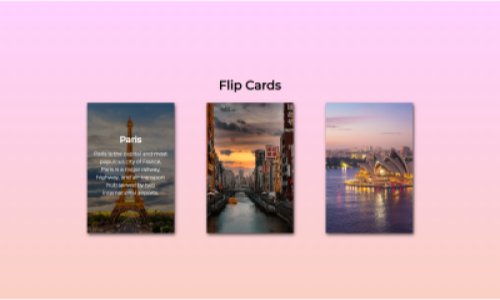 Flip Cards
Paris
Paris is the capital and most
populous city of France.
Paris is a major railway,
highway, and air-transport
hub served by two
international airports.